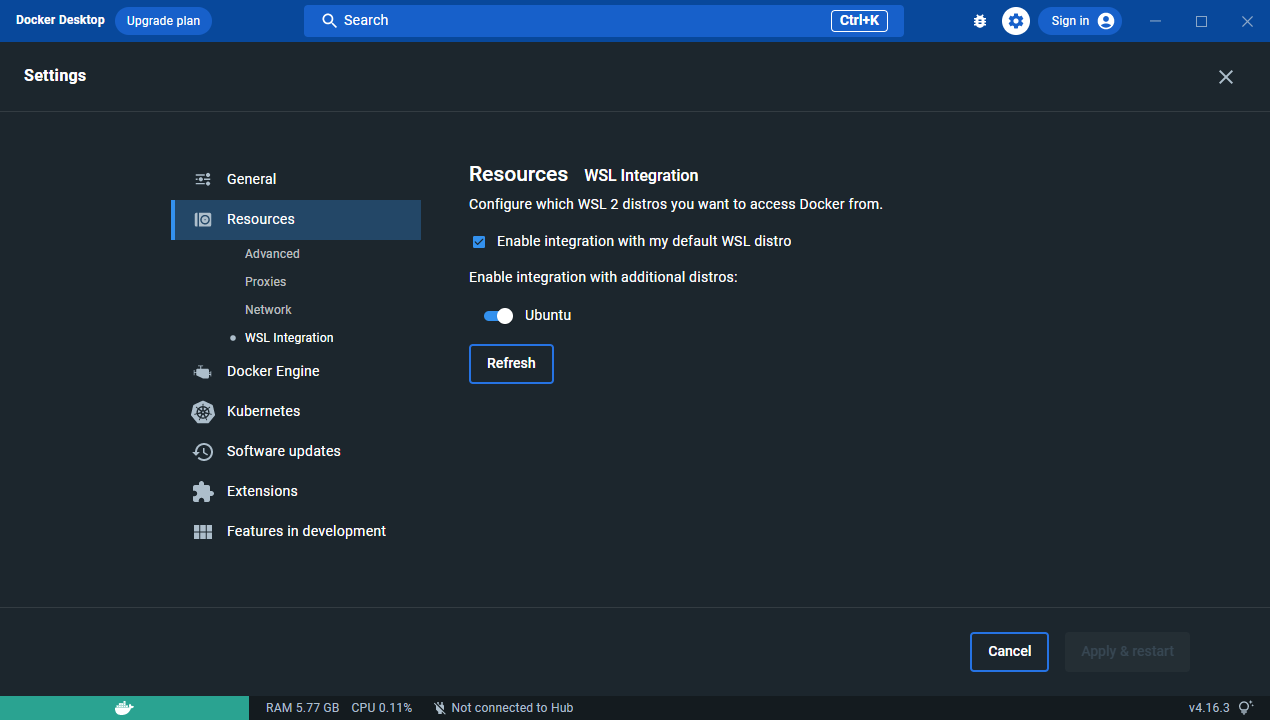 Docker Desktop Upgrade plan Search Ctrl+K Sign in
Settings
General
Resources
Advanced
Proxies
Network
WSL Integration
Docker Engine
Kubernetes
Software updates
Extensions
Features in development
Resources WSL Integration
Configure which WSL 2 distros you want to access Docker from.
Enable integration with my default WSL distro
Enable integration with additional distros:
Ubuntu
Refresh
Cancel Apply & restart
RAM 5.77 GB CPU 0.11% Not connected to Hub v4.16.3